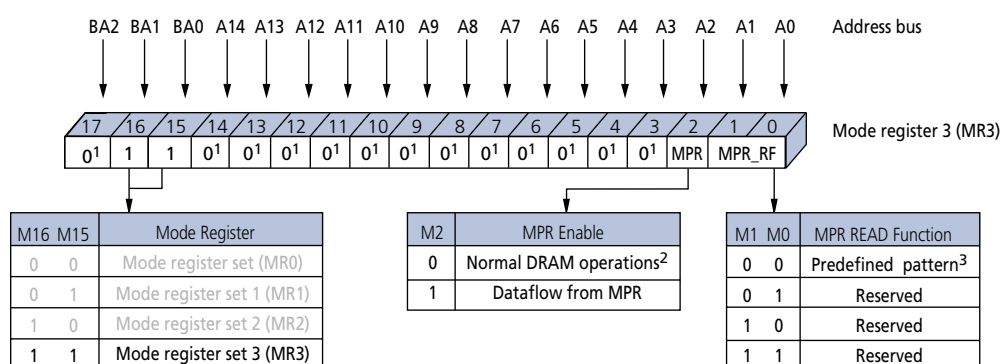 BA2 BA1 BA0 A14 A13 A12 A11 A10 A9 A8 A7 A6 A5 A4 A3 A2 A1 A0 Address bus
17 16 15 14 13 12 11 10 9 8 7 6 5 4 3 2 1 0 Mode register 3 (MR3)
0¹ 1 1 0¹ 0¹ 0¹ 0¹ 0¹ 0¹ 0¹ 0¹ 0¹ 0¹ 0¹ 0¹ MPR MPR_RF
M16 M15 Mode Register
0 0 Mode register set (MR0)
0 1 Mode register set 1 (MR1)
1 0 Mode register set 2 (MR2)
1 1 Mode register set 3 (MR3)
M2 MPR Enable
0 Normal DRAM operations²
1 Dataflow from MPR
M1 M0 MPR READ Function
0 0 Predefined pattern³
0 1 Reserved
1 0 Reserved
1 1 Reserved